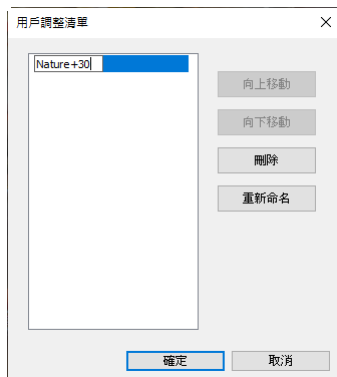 用戶調整清單
Nature+30
向上移動
向下移動
刪除
重新命名
確定
取消